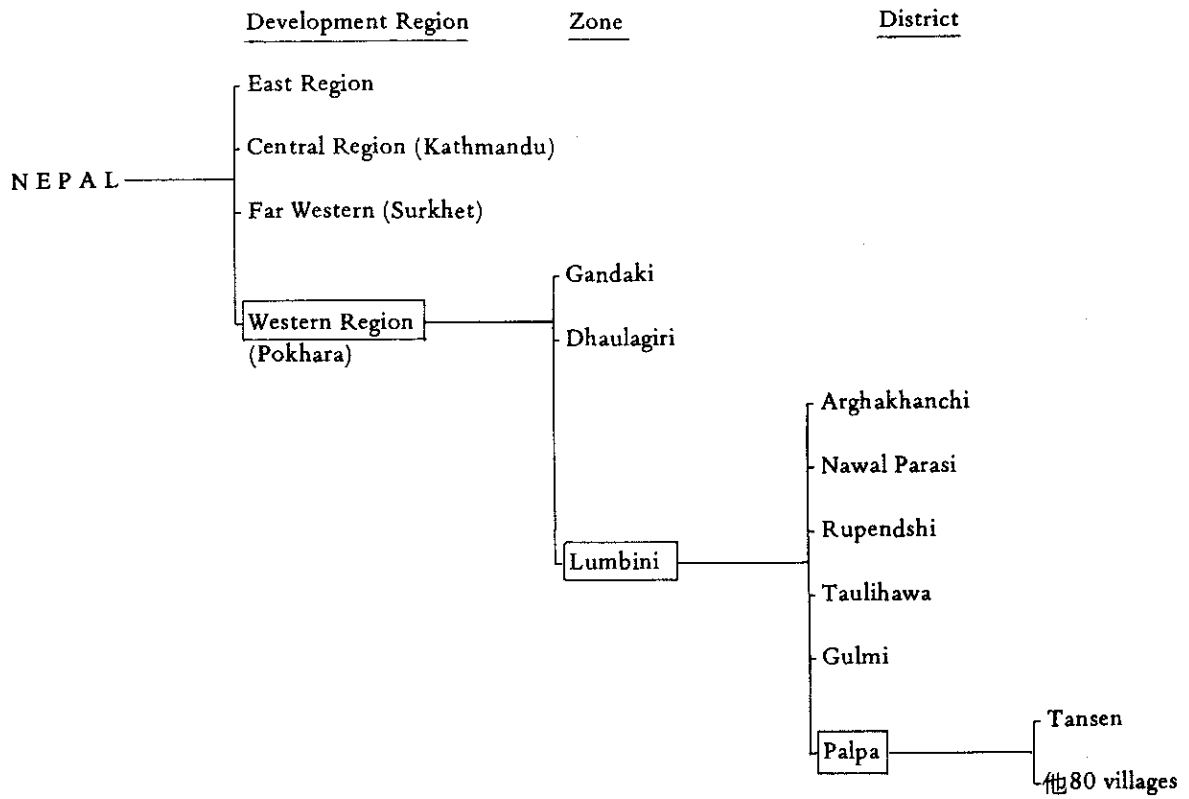 Development Region Zone District
East Region
Central Region (Kathmandu)
NEPAL
Far Western (Surkhet)
Gandaki
Western Region
Dhaulagiri
(Pokhara)
Arghakhanchi
Nawal Parasi
Rupendshi
Lumbini
Taulihawa
Gulmi
Tansen
Palpa
他80 villages